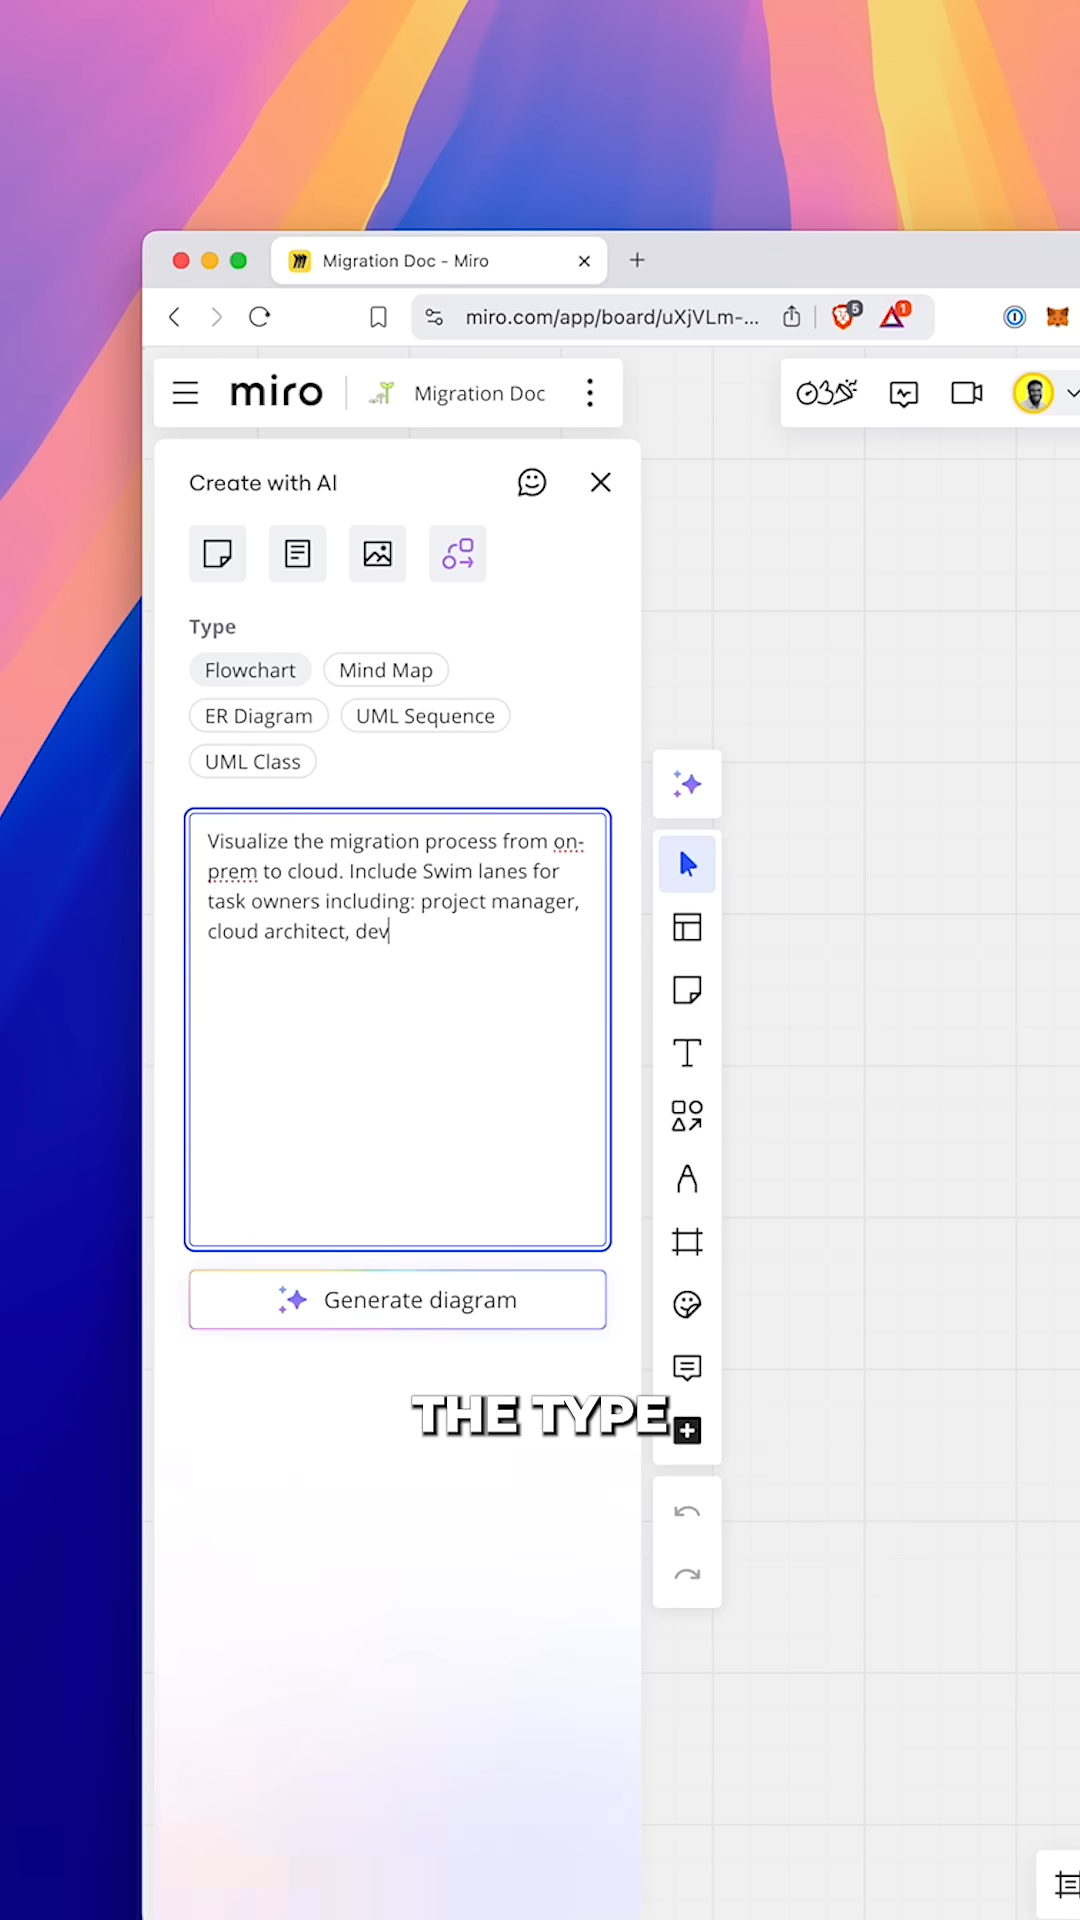 Migration Doc - Miro
miro.com/app/board/uXjVLm-...
5
1
miro
Migration Doc
Create with AI
Type
Flowchart
Mind Map
ER Diagram
UML Sequence
UML Class
Visualize the migration process from on-
prem to cloud. Include Swim lanes for
task owners including: project manager,
cloud architect, dev
Generate diagram
THE TYPE